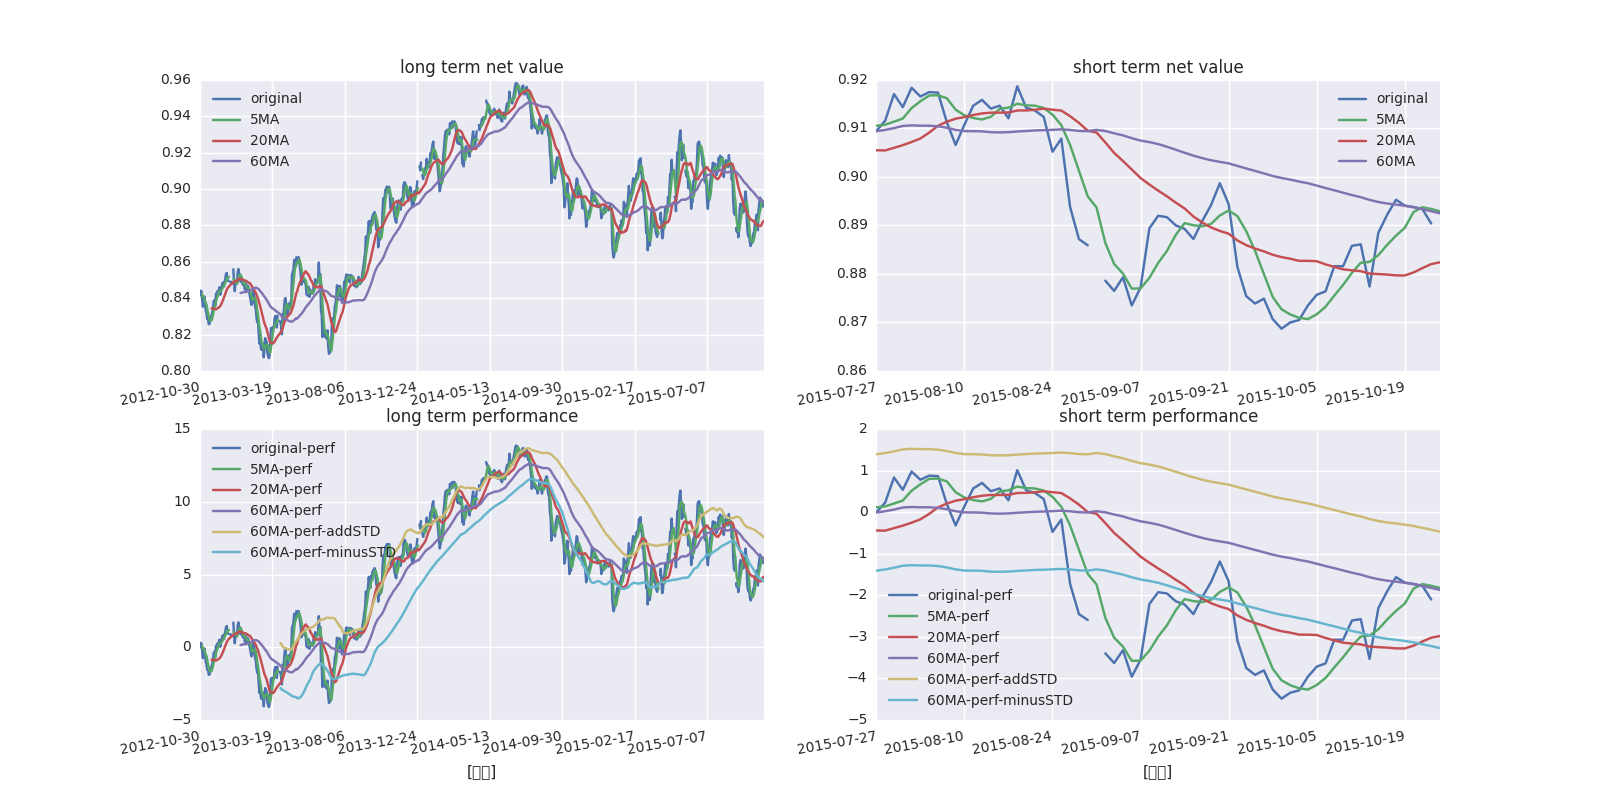 long term net value
0.96
0.94
0.92
0.90
0.88
0.86
0.84
0.82
0.80
original
5MA
20MA
60MA
2012-10-30
2013-03-19
2013-08-06
2013-12-24
2014-05-13
2014-09-30
2015-02-17
2015-07-07
short term net value
0.92
0.91
0.90
0.89
0.88
0.87
0.86
original
5MA
20MA
60MA
2015-07-27
2015-08-10
2015-08-24
2015-09-07
2015-09-21
2015-10-05
2015-10-19
long term performance
15
10
5
0
−5
original-perf
5MA-perf
20MA-perf
60MA-perf
60MA-perf-addSTD
60MA-perf-minusSTD
2012-10-30
2013-03-19
2013-08-06
2013-12-24
2014-05-13
2014-09-30
2015-02-17
2015-07-07
short term performance
2
1
0
−1
−2
−3
−4
−5
original-perf
5MA-perf
20MA-perf
60MA-perf
60MA-perf-addSTD
60MA-perf-minusSTD
2015-07-27
2015-08-10
2015-08-24
2015-09-07
2015-09-21
2015-10-05
2015-10-19